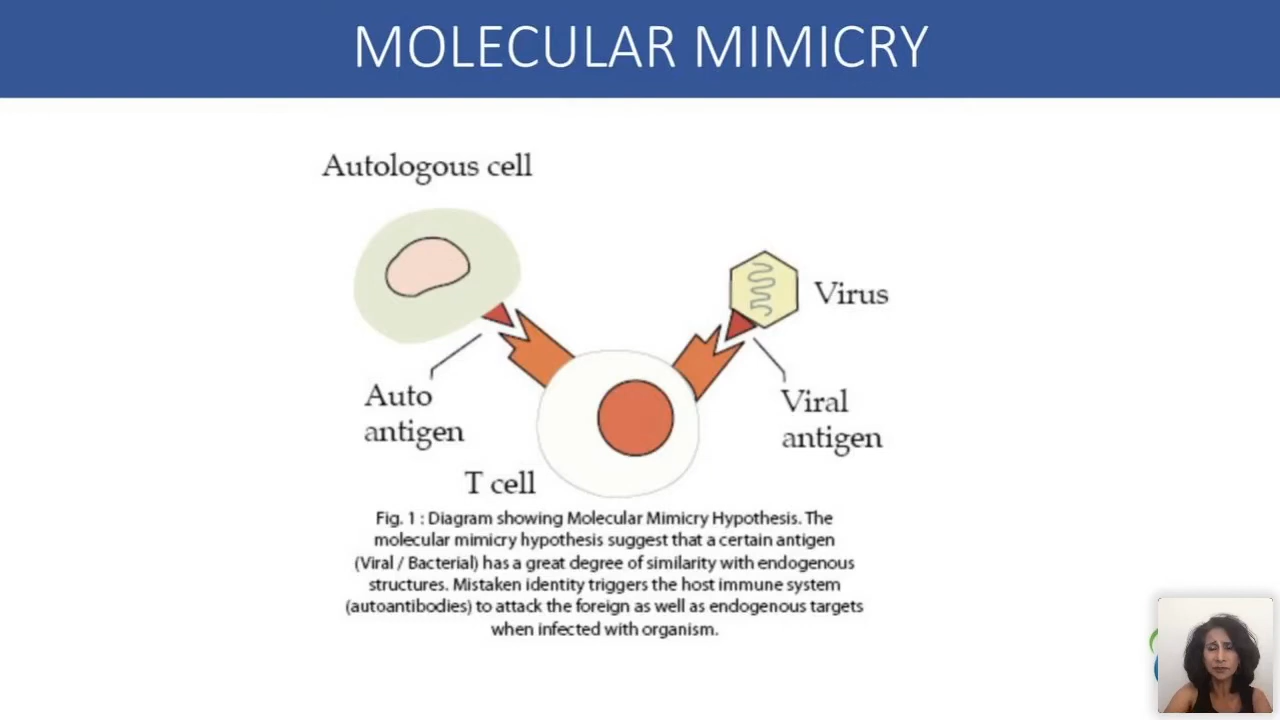 MOLECULAR MIMICRY
Autologous cell
Virus
Auto
antigen
Viral
antigen
T cell
Fig. 1 : Diagram showing Molecular Mimicry Hypothesis. The
molecular mimicry hypothesis suggest that a certain antigen
(Viral / Bacterial) has a great degree of similarity with endogenous
structures. Mistaken identity triggers the host immune system
(autoantibodies) to attack the foreign as well as endogenous targets
when infected with organism.